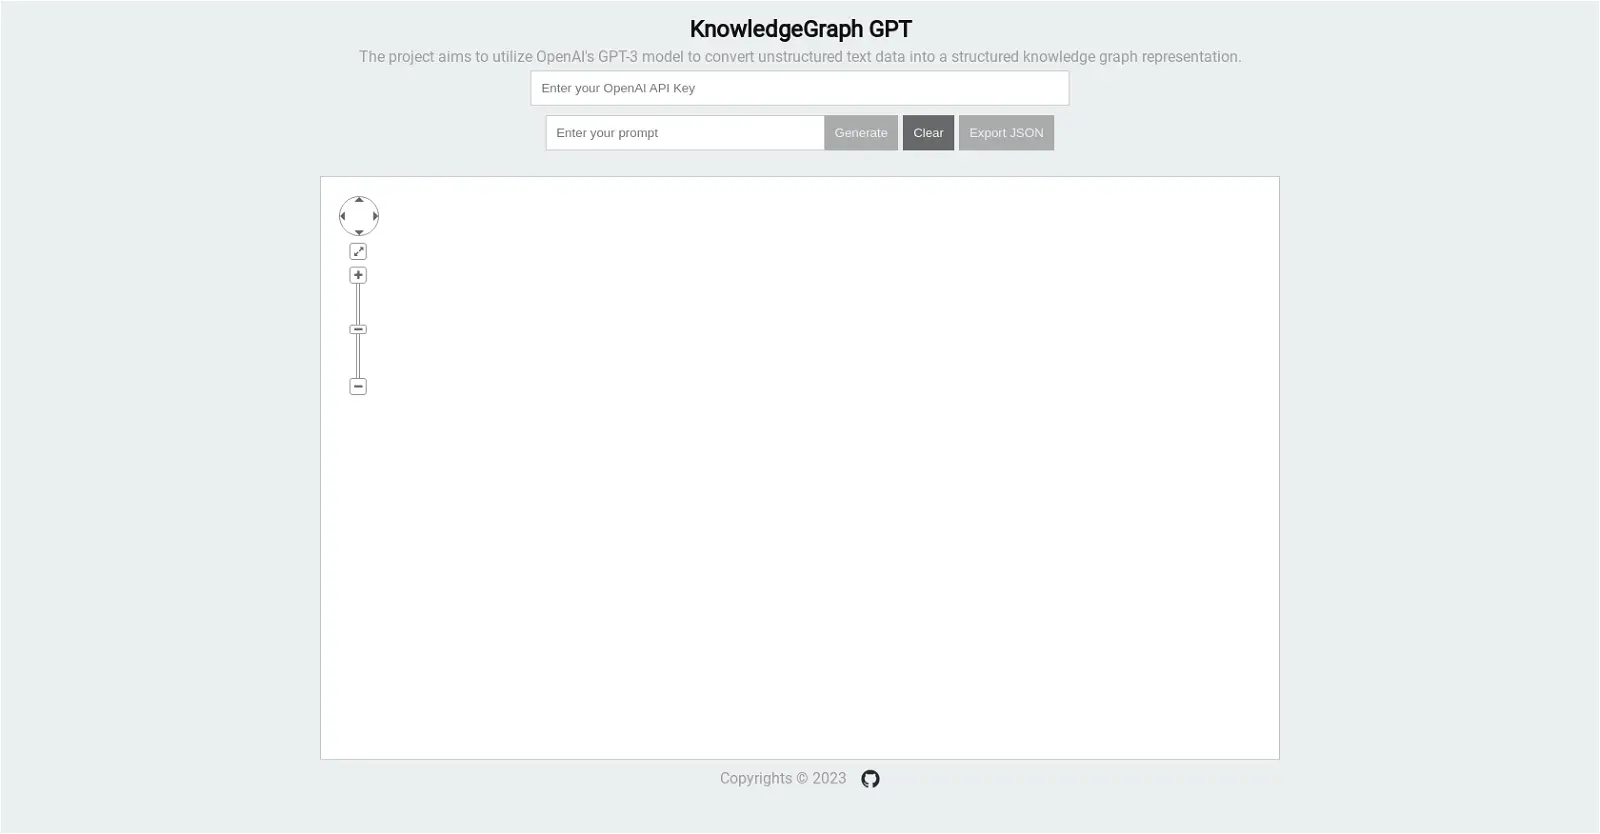 KnowledgeGraph GPT
The project aims to utilize OpenAI's GPT-3 model to convert unstructured text data into a structured knowledge graph representation.
Enter your OpenAI API Key
Enter your prompt Generate Clear Export JSON
Copyrights © 2023